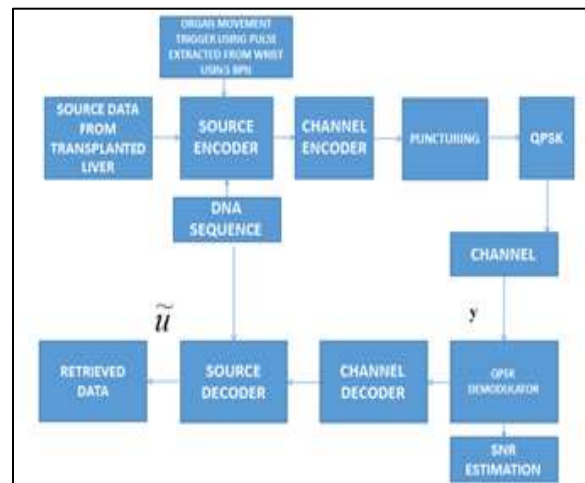 ORGAN MOVEMENT
TRIGGER USING PULSE
EXTRACTED FROM WRIST
USING BPN
SOURCE DATA
FROM
TRANSPLANTED
LIVER
SOURCE
ENCODER
CHANNEL
ENCODER
PUNCTURING
QPSK
DNA
SEQUENCE
CHANNEL
ũ
y
RETRIEVED
DATA
SOURCE
DECODER
CHANNEL
DECODER
QPSK
DEMODULATOR
SNR
ESTIMATION